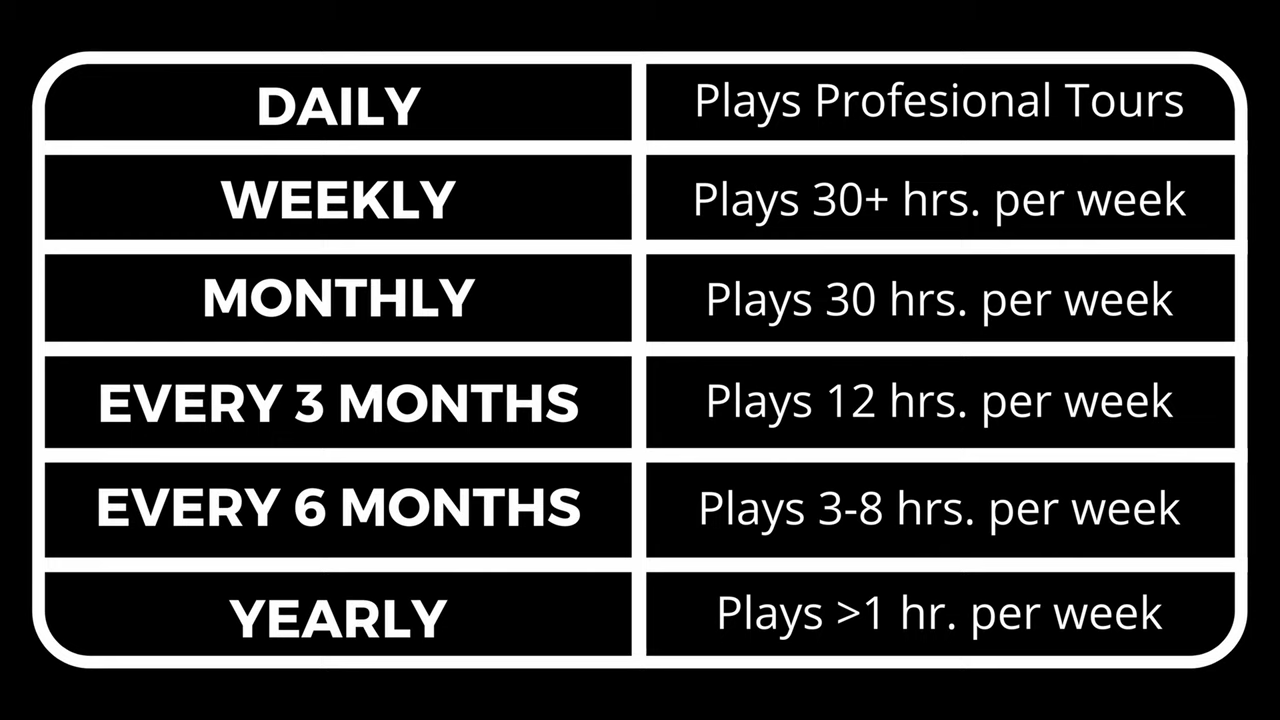 DAILY
Plays Profesional Tours
WEEKLY
Plays 30+ hrs. per week
MONTHLY
Plays 30 hrs. per week
EVERY 3 MONTHS
Plays 12 hrs. per week
EVERY 6 MONTHS
Plays 3-8 hrs. per week
YEARLY
Plays >1 hr. per week